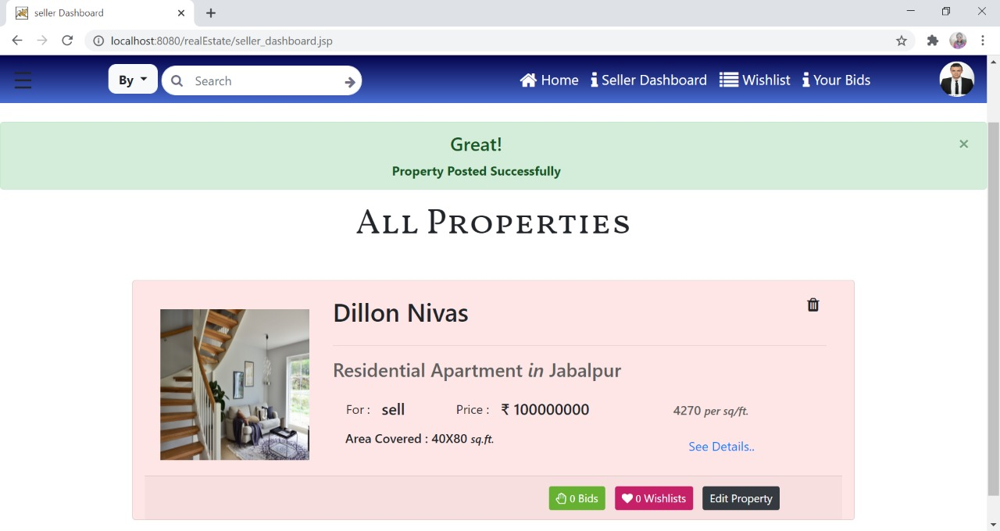 seller Dashboard
localhost:8080/realEstate/seller_dashboard.jsp
By Search Home Seller Dashboard Wishlist Your Bids
Great!
Property Posted Successfully
All Properties
Dillon Nivas
Residential Apartment in Jabalpur
For : sell Price : ₹ 100000000 4270 per sq/ft.
Area Covered : 40X80 sq.ft.
See Details..
0 Bids 0 Wishlists Edit Property